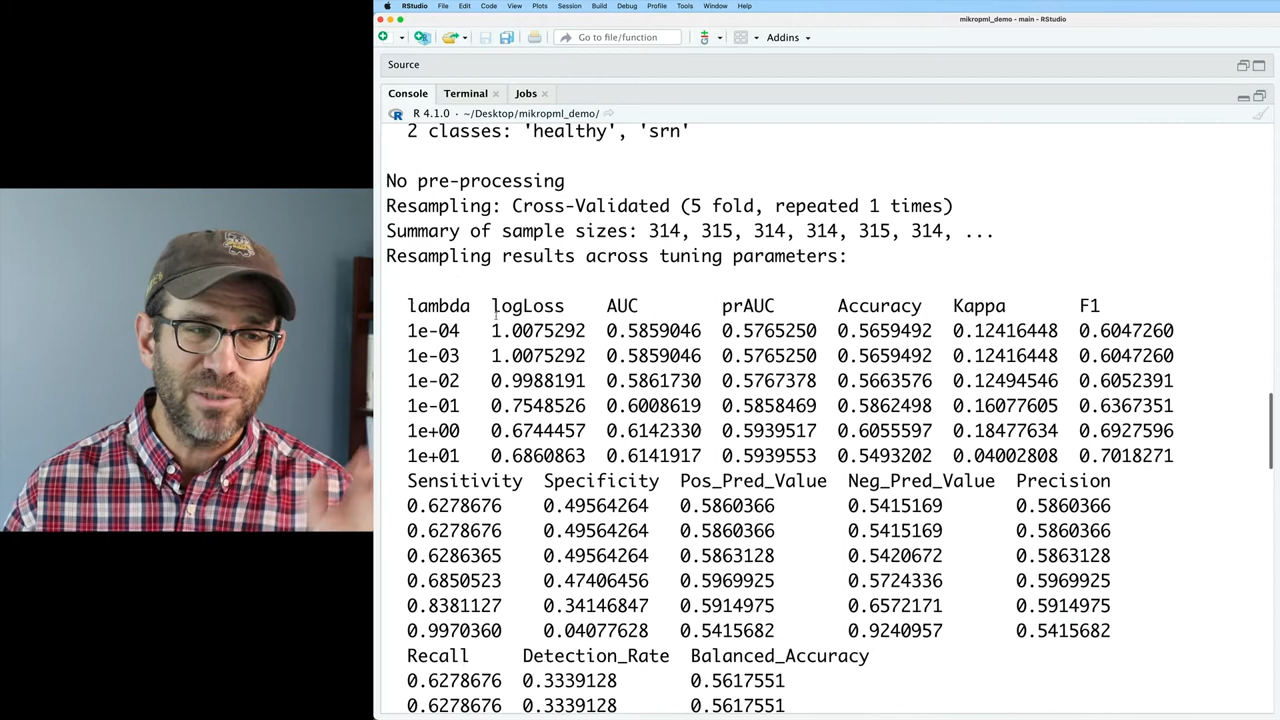 RStudio File Edit Code View Plots Session Build Debug Profile Tools Window Help
mikropml_demo - main - RStudio
Go to file/function Addins
Source
Console Terminal Jobs
R 4.1.0 · ~/Desktop/mikropml_demo/
2 classes: 'healthy', 'srn'
No pre-processing
Resampling: Cross-Validated (5 fold, repeated 1 times)
Summary of sample sizes: 314, 315, 314, 314, 315, 314, ...
Resampling results across tuning parameters:
lambda logLoss AUC prAUC Accuracy Kappa F1
1e-04 1.0075292 0.5859046 0.5765250 0.5659492 0.12416448 0.6047260
1e-03 1.0075292 0.5859046 0.5765250 0.5659492 0.12416448 0.6047260
1e-02 0.9988191 0.5861730 0.5767378 0.5663576 0.12494546 0.6052391
1e-01 0.7548526 0.6008619 0.5858469 0.5862498 0.16077605 0.6367351
1e+00 0.6744457 0.6142330 0.5939517 0.6055597 0.18477634 0.6927596
1e+01 0.6860863 0.6141917 0.5939553 0.5493202 0.04002808 0.7018271
Sensitivity Specificity Pos_Pred_Value Neg_Pred_Value Precision
0.6278676 0.49564264 0.5860366 0.5415169 0.5860366
0.6278676 0.49564264 0.5860366 0.5415169 0.5860366
0.6286365 0.49564264 0.5863128 0.5420672 0.5863128
0.6850523 0.47406456 0.5969925 0.5724336 0.5969925
0.8381127 0.34146847 0.5914975 0.6572171 0.5914975
0.9970360 0.04077628 0.5415682 0.9240957 0.5415682
Recall Detection_Rate Balanced_Accuracy
0.6278676 0.3339128 0.5617551
0.6278676 0.3339128 0.5617551